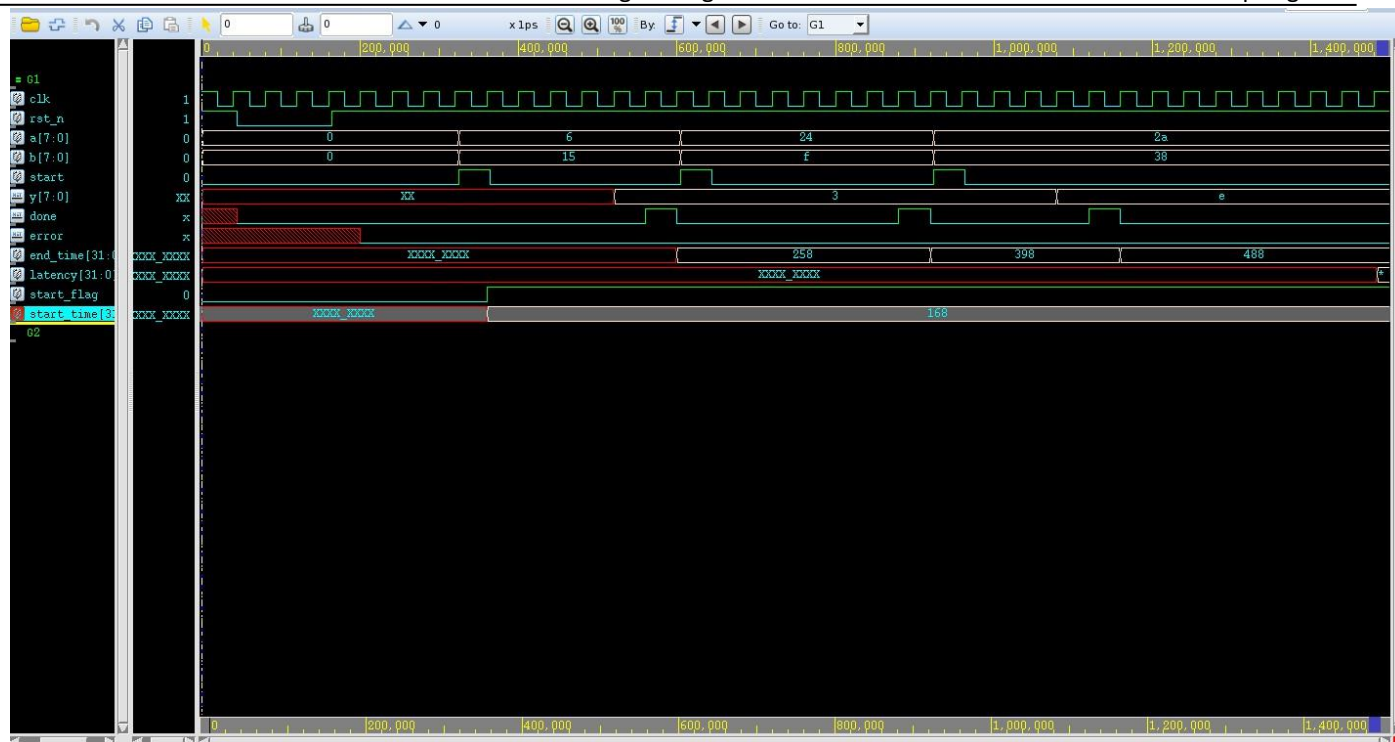 0 0 0 x 1ps 100 % By: Go to: G1
0 200,000 400,000 600,000 800,000 1,000,000 1,200,000 1,400,000
G1
clk 1
rst_n 1
a[7:0] 0 0 6 24 2a
b[7:0] 0 0 15 f 38
start 0
y[7:0] XX XX 3 e
done x
error x
end_time[31:0 XXXX_XXXX XXXX_XXXX 258 398 488
latency[31:0] XXXX_XXXX XXXX_XXXX *
start_flag 0
start_time[31 XXXX_XXXX XXXX_XXXX 168
G2
0 200,000 400,000 600,000 800,000 1,000,000 1,200,000 1,400,000